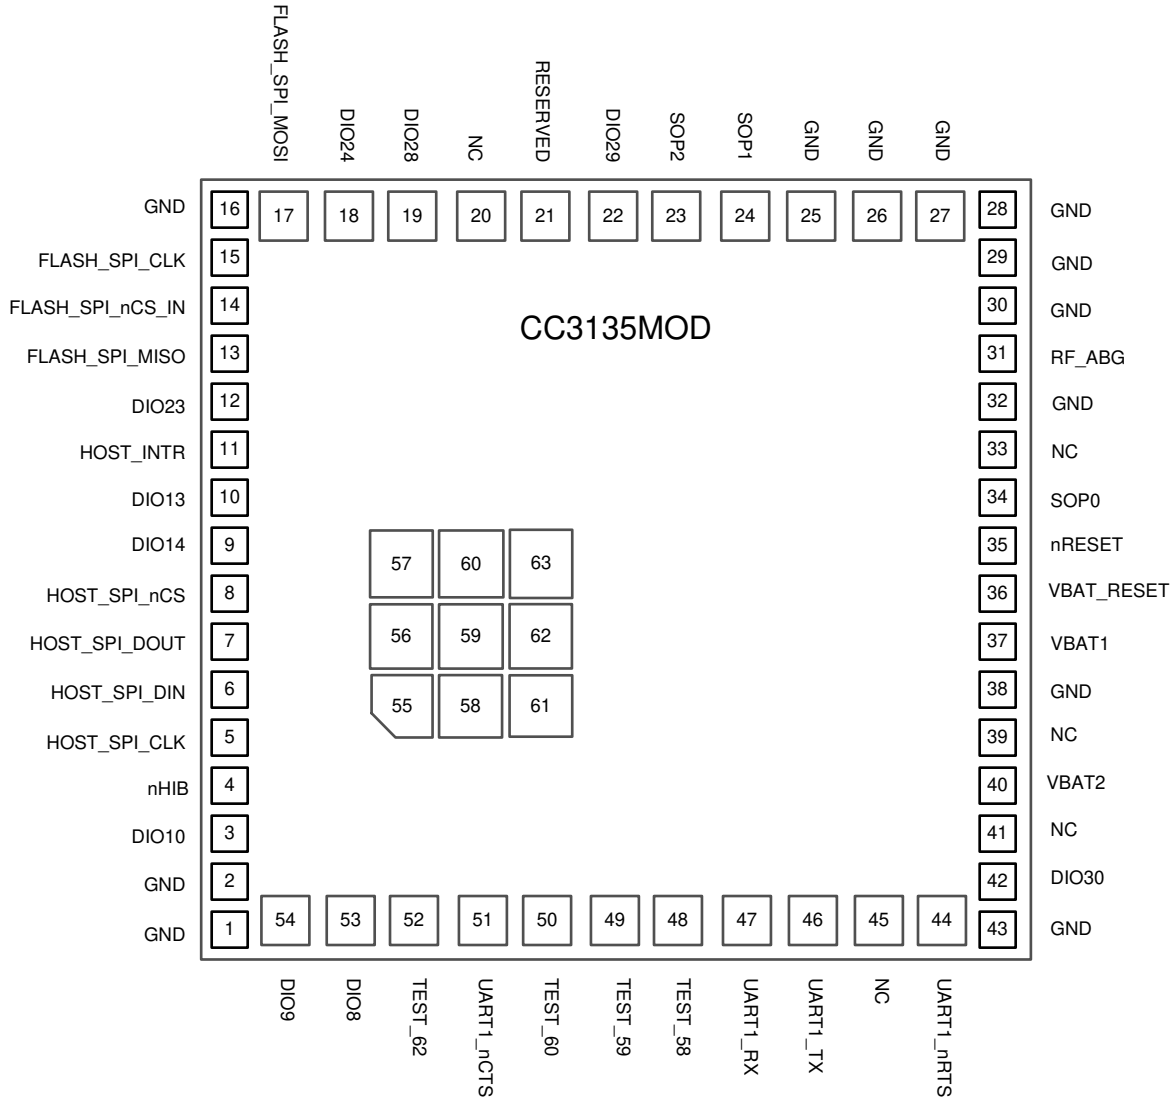 FLASH_SPI_MOSI
DIO24
DIO28
NC
RESERVED
DIO29
SOP2
SOP1
GND
GND
GND
GND 16 17 18 19 20 21 22 23 24 25 26 27 28 GND
FLASH_SPI_CLK 15 29 GND
FLASH_SPI_nCS_IN 14 30 GND
CC3135MOD
FLASH_SPI_MISO 13 31 RF_ABG
DIO23 12 32 GND
HOST_INTR 11 33 NC
DIO13 10 34 SOP0
DIO14 9 35 nRESET
57 60 63
HOST_SPI_nCS 8 36 VBAT_RESET
HOST_SPI_DOUT 7 56 59 62 37 VBAT1
HOST_SPI_DIN 6 38 GND
55 58 61
HOST_SPI_CLK 5 39 NC
nHIB 4 40 VBAT2
DIO10 3 41 NC
GND 2 42 DIO30
GND 1 54 53 52 51 50 49 48 47 46 45 44 43 GND
DIO9
DIO8
TEST_62
UART1_nCTS
TEST_60
TEST_59
TEST_58
UART1_RX
UART1_TX
NC
UART1_nRTS